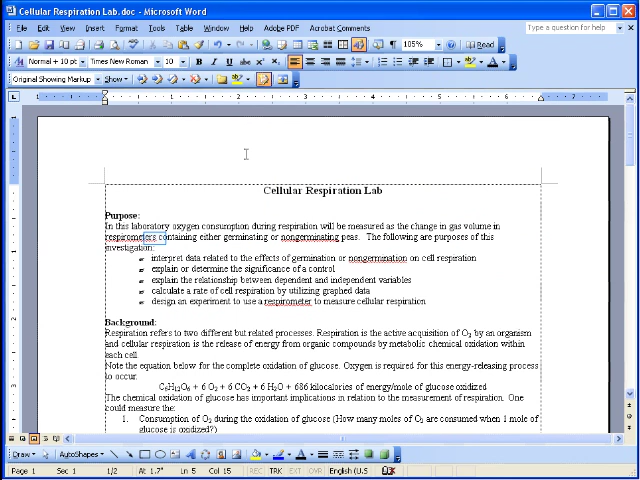 Cellular Respiration Lab.doc - Microsoft Word
File Edit View Insert Format Tools Table Window Help Adobe PDF Acrobat Comments
Type a question for help
105% Read
Normal + 10 pt Times New Roman 10 B I U
Original Showing Markup Show
1 1 2 3 4 5 6 7
Cellular Respiration Lab
Purpose:
In this laboratory oxygen consumption during respiration will be measured as the change in gas volume in
respirometers containing either germinating or nongerminating peas. The following are purposes of this
investigation:
interpret data related to the effects of germination or nongermination on cell respiration
explain or determine the significance of a control
explain the relationship between dependent and independent variables
calculate a rate of cell respiration by utilizing graphed data
design an experiment to use a respirometer to measure cellular respiration
Background:
Respiration refers to two different but related processes. Respiration is the active acquisition of O₂ by an organism
and cellular respiration is the release of energy from organic compounds by metabolic chemical oxidation within
each cell.
Note the equation below for the complete oxidation of glucose. Oxygen is required for this energy-releasing process
to occur.
C₆H₁₂O₆ + 6 O₂ → 6 CO₂ + 6 H₂O + 686 kilocalories of energy/mole of glucose oxidized
The chemical oxidation of glucose has important implications in relation to the measurement of respiration. One
could measure the:
1. Consumption of O₂ during the oxidation of glucose (How many moles of O₂ are consumed when 1 mole of
glucose is oxidized?)
Draw AutoShapes
Page 1 Sec 1 1/2 At 1.7" Ln 5 Col 15 REC TRK EXT OVR English (U.S